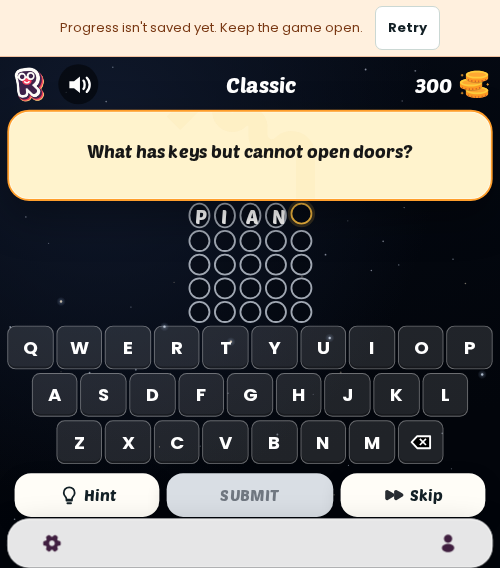 Progress isn't saved yet. Keep the game open. Retry
R Classic 300
What has keys but cannot open doors?
P I A N
Q W E R T Y U I O P
A S D F G H J K L
Z X C V B N M
Hint SUBMIT Skip